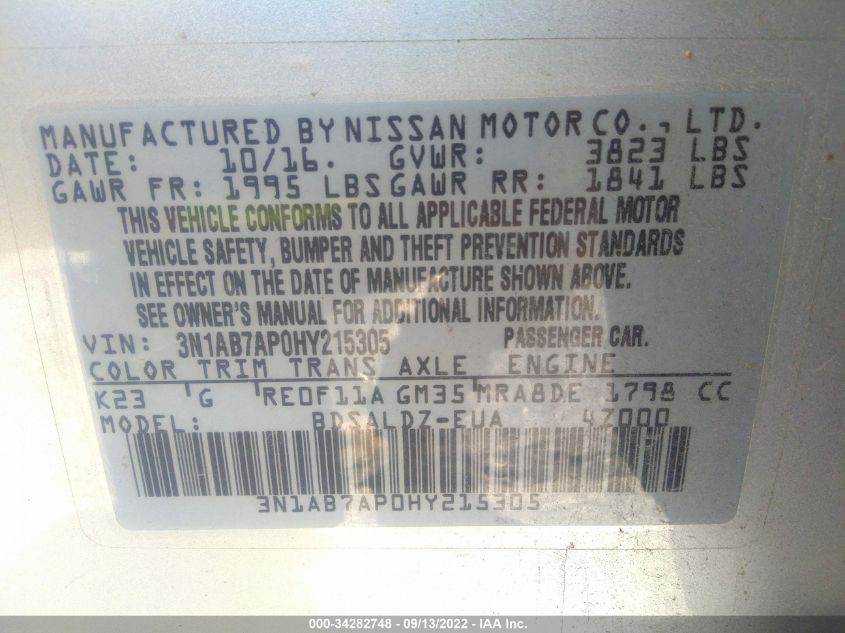 MANUFACTURED BY NISSAN MOTOR CO., LTD.
DATE: 10/16. GVWR: 3823 LBS
GAWR FR: 1995 LBS GAWR RR: 1841 LBS
THIS VEHICLE CONFORMS TO ALL APPLICABLE FEDERAL MOTOR
VEHICLE SAFETY, BUMPER AND THEFT PREVENTION STANDARDS
IN EFFECT ON THE DATE OF MANUFACTURE SHOWN ABOVE.
SEE OWNER'S MANUAL FOR ADDITIONAL INFORMATION.
VIN: 3N1AB7AP0HY215305 PASSENGER CAR.
COLOR TRIM TRANS AXLE ENGINE
K23 G RE0F11A GM35 MRA8DE 1798 CC
MODEL: BDSALDZ-EUA 4Z000
3N1AB7AP0HY215305
000-34282748 - 09/13/2022 - IAA Inc.